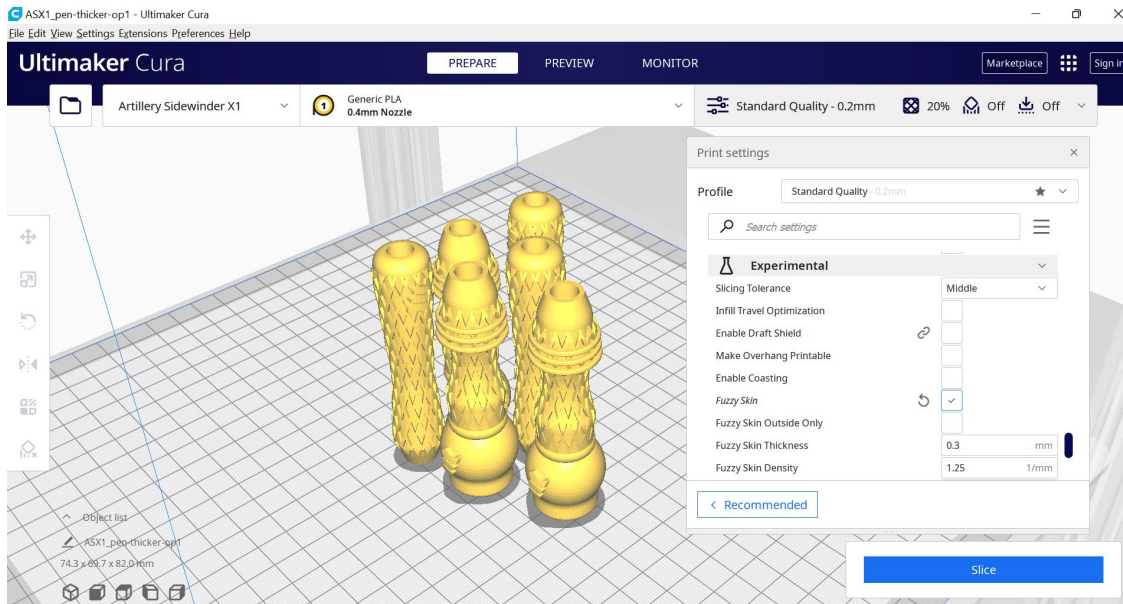 ASX1_pen-thicker-op1 - Ultimaker Cura
File Edit View Settings Extensions Preferences Help
Ultimaker Cura
PREPARE PREVIEW MONITOR
Marketplace Sign in
Artillery Sidewinder X1
1
Generic PLA
0.4mm Nozzle
Standard Quality - 0.2mm 20% Off Off
Print settings
Profile Standard Quality - 0.2mm
Search settings
Experimental
Slicing Tolerance Middle
Infill Travel Optimization
Enable Draft Shield
Make Overhang Printable
Enable Coasting
Fuzzy Skin
Fuzzy Skin Outside Only
Fuzzy Skin Thickness 0.3 mm
Fuzzy Skin Density 1.25 1/mm
Recommended
Object list
ASX1_pen-thicker-op1
74.3 x 69.7 x 82.0 mm
Slice